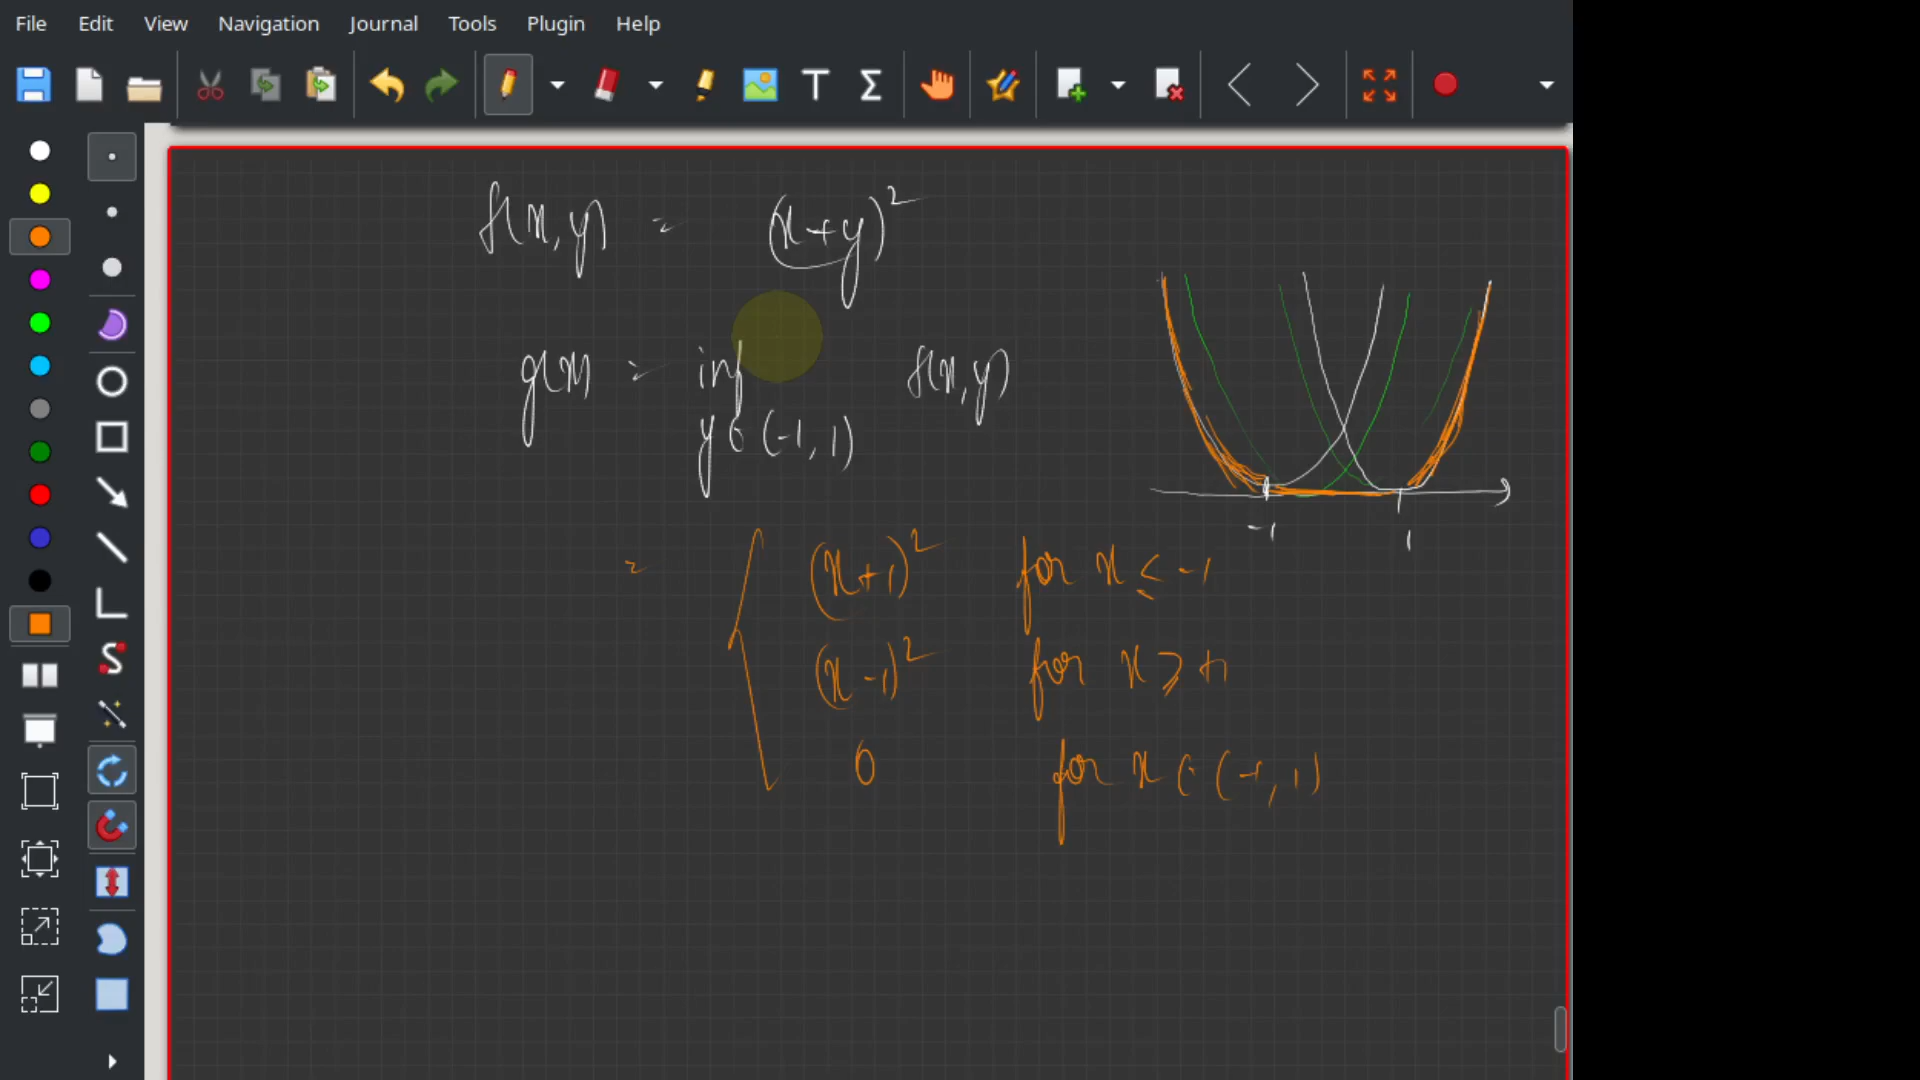 File Edit View Navigation Journal Tools Plugin Help
f(x,y) = (x+y)²
g(x) = inf f(x,y)
y ∈ (-1, 1)
-1 1
= (x+1)² for x ≤ -1
(x-1)² for x ≥
0 for x ∈ (-1, 1)